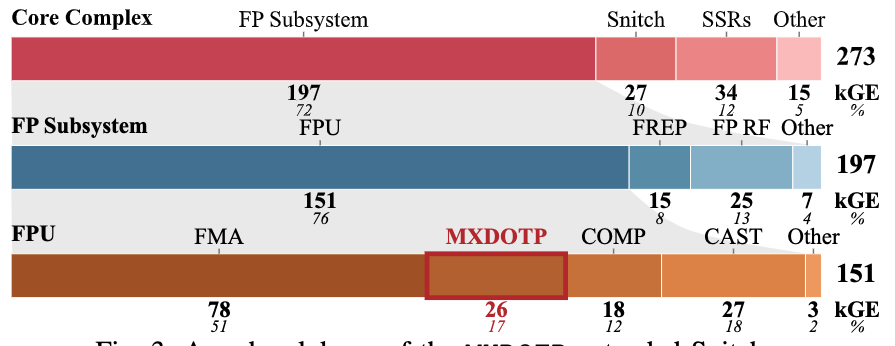 Core Complex FP Subsystem Snitch SSRs Other
273
197 27 34 15 kGE
72 10 12 5 %
FP Subsystem FPU FREP FP RF Other
197
151 15 25 7 kGE
76 8 13 4 %
FPU FMA MXDOTP COMP CAST Other
151
78 26 18 27 3 kGE
51 17 12 18 2 %